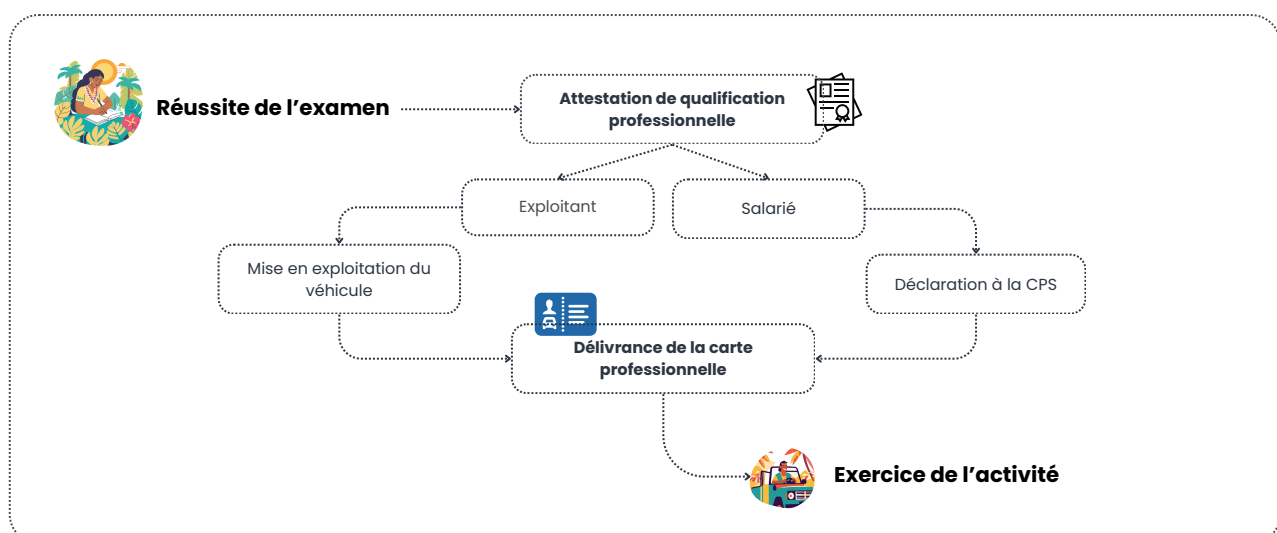 Réussite de l’examen
Attestation de qualification
professionnelle
Exploitant
Salarié
Mise en exploitation du
véhicule
Déclaration à la CPS
Délivrance de la carte
professionnelle
Exercice de l’activité